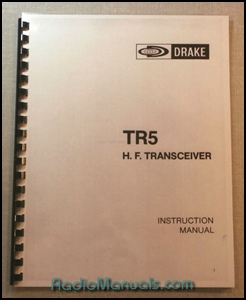 DRAKE
TR5
H. F. TRANSCEIVER
INSTRUCTION
MANUAL
RadioManuals.com